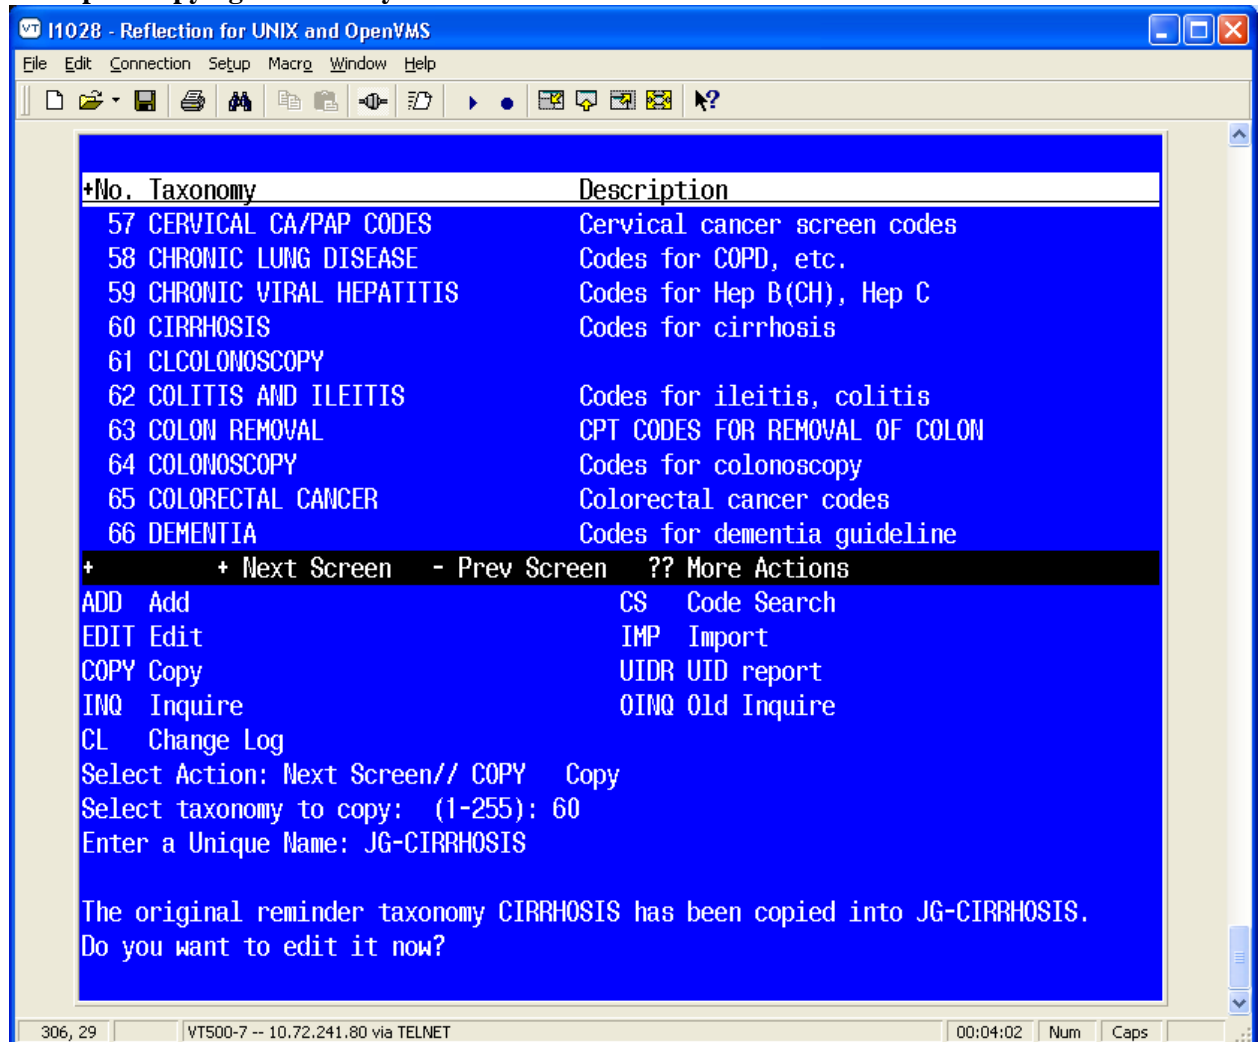 I1028 - Reflection for UNIX and OpenVMS
File Edit Connection Setup Macro Window Help
+No. Taxonomy Description
57 CERVICAL CA/PAP CODES Cervical cancer screen codes
58 CHRONIC LUNG DISEASE Codes for COPD, etc.
59 CHRONIC VIRAL HEPATITIS Codes for Hep B(CH), Hep C
60 CIRRHOSIS Codes for cirrhosis
61 CLCOLONOSCOPY
62 COLITIS AND ILEITIS Codes for ileitis, colitis
63 COLON REMOVAL CPT CODES FOR REMOVAL OF COLON
64 COLONOSCOPY Codes for colonoscopy
65 COLORECTAL CANCER Colorectal cancer codes
66 DEMENTIA Codes for dementia guideline
+ + Next Screen - Prev Screen ?? More Actions
ADD Add CS Code Search
EDIT Edit IMP Import
COPY Copy UIDR UID report
INQ Inquire OINQ Old Inquire
CL Change Log
Select Action: Next Screen// COPY Copy
Select taxonomy to copy: (1-255): 60
Enter a Unique Name: JG-CIRRHOSIS
The original reminder taxonomy CIRRHOSIS has been copied into JG-CIRRHOSIS.
Do you want to edit it now?
306, 29 VT500-7 -- 10.72.241.80 via TELNET 00:04:02 Num Caps